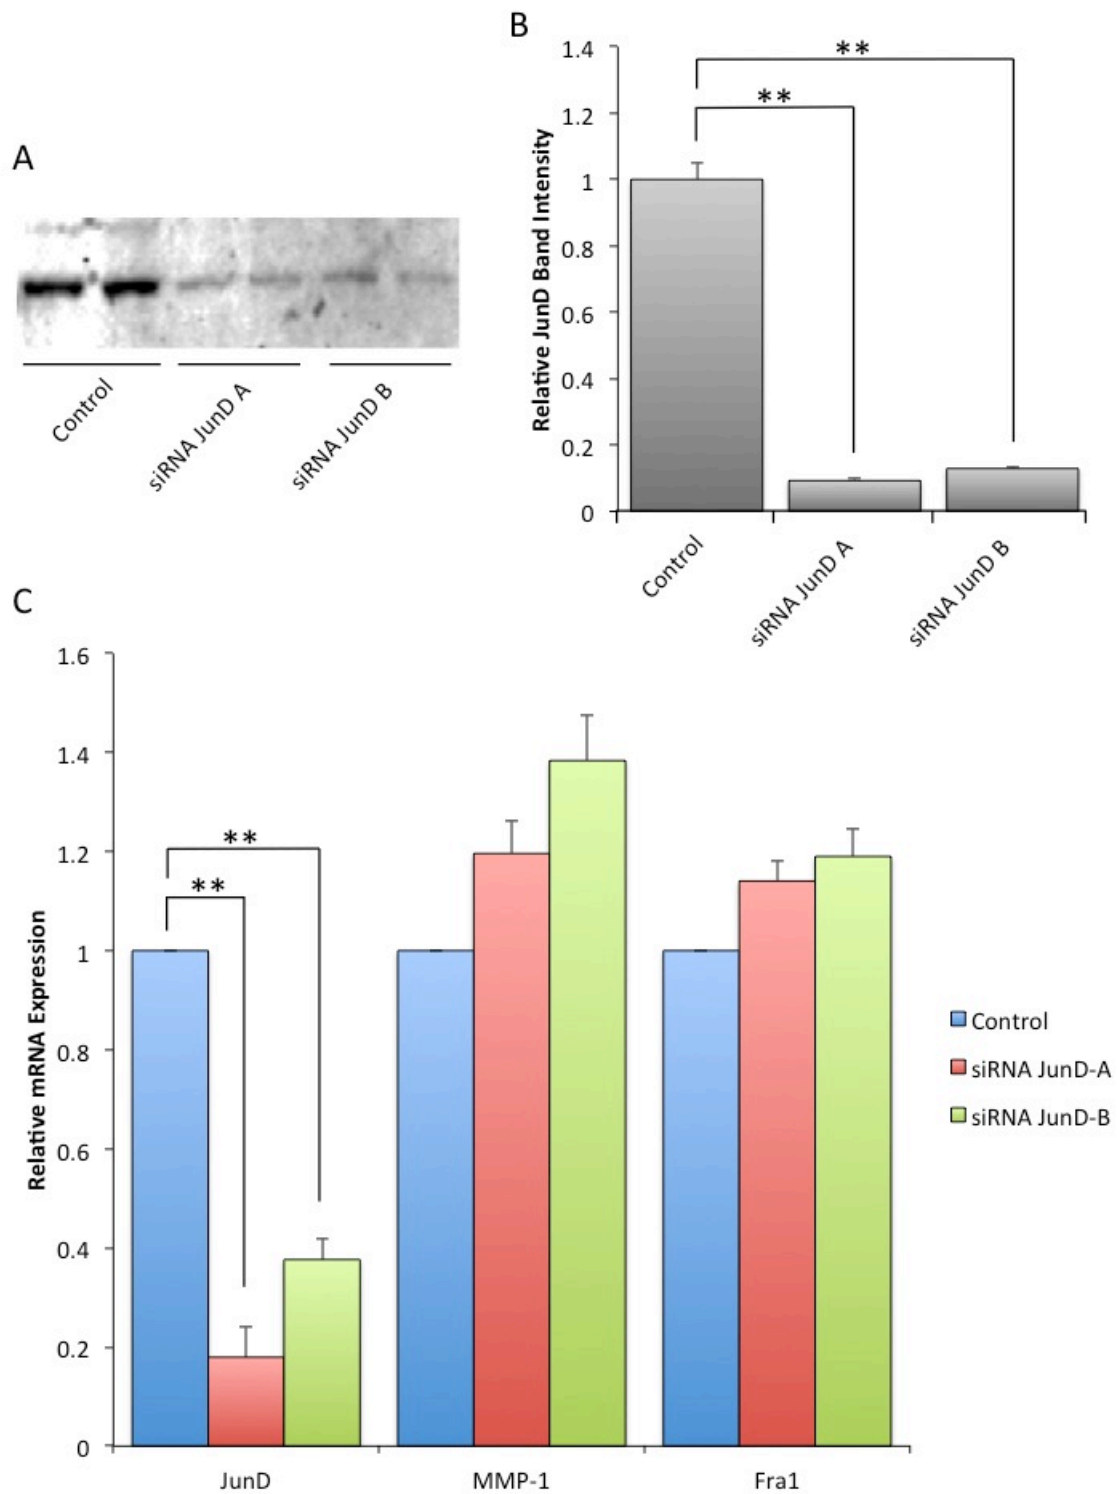 A
Control
siRNA JunD A
siRNA JunD B
B
Relative JunD Band Intensity
1.4
1.2
1
0.8
0.6
0.4
0.2
0
**
**
Control
siRNA JunD A
siRNA JunD B
C
Relative mRNA Expression
1.6
1.4
1.2
1
0.8
0.6
0.4
0.2
0
**
**
JunD MMP-1 Fra1
Control
siRNA JunD-A
siRNA JunD-B